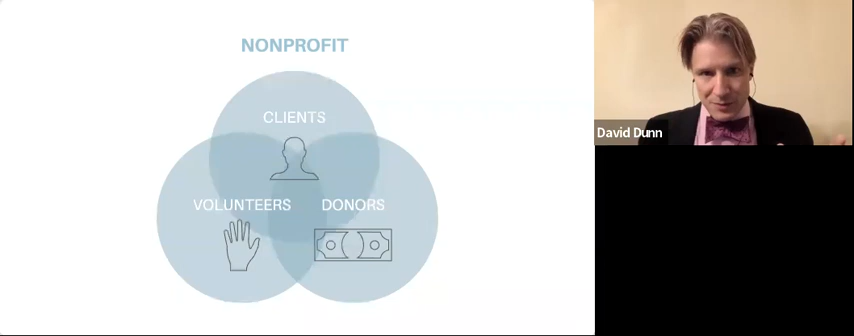 NONPROFIT
CLIENTS
VOLUNTEERS DONORS
David Dunn